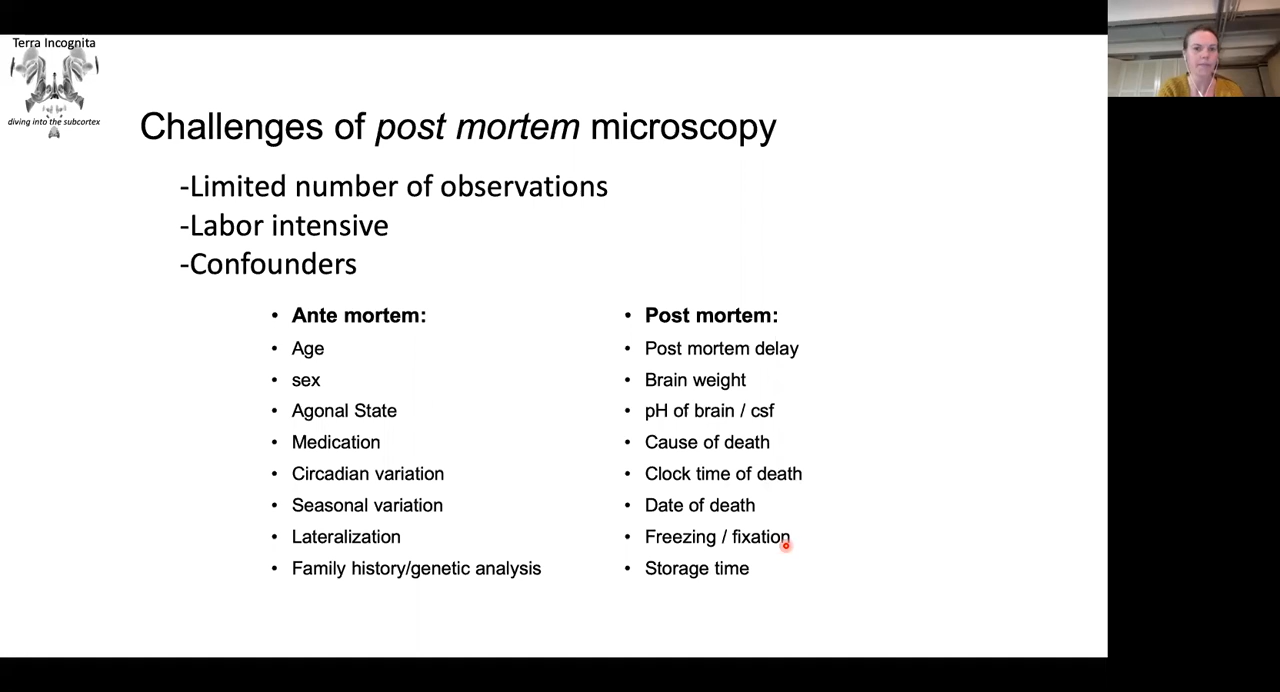 Terra Incognita
diving into the subcortex
Challenges of post mortem microscopy
-Limited number of observations
-Labor intensive
-Confounders
• Ante mortem:
• Age
• sex
• Agonal State
• Medication
• Circadian variation
• Seasonal variation
• Lateralization
• Family history/genetic analysis
• Post mortem:
• Post mortem delay
• Brain weight
• pH of brain / csf
• Cause of death
• Clock time of death
• Date of death
• Freezing / fixation
• Storage time